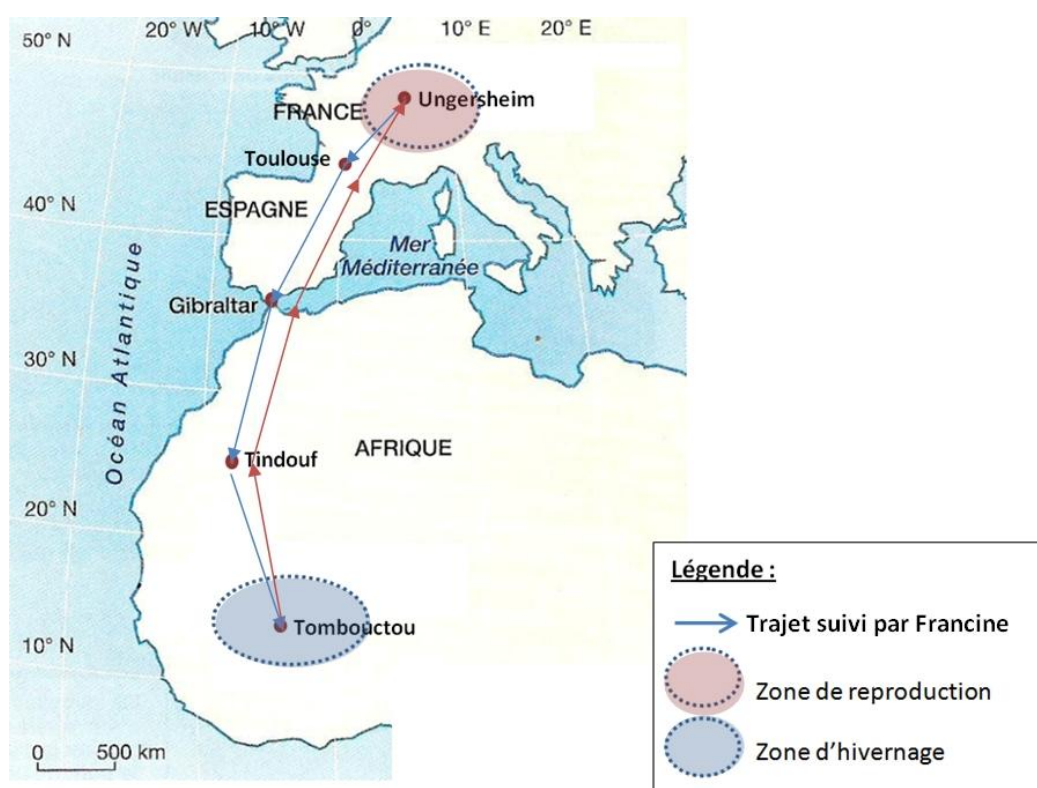 20° W
10° W
0°
10° E
20° E
50° N
FRANCE
Ungersheim
Toulouse
40° N
ESPAGNE
Mer
Méditerranée
Gibraltar
Océan Atlantique
30° N
AFRIQUE
Tindouf
20° N
Tombouctou
10° N
0 500 km
Légende :
Trajet suivi par Francine
Zone de reproduction
Zone d'hivernage